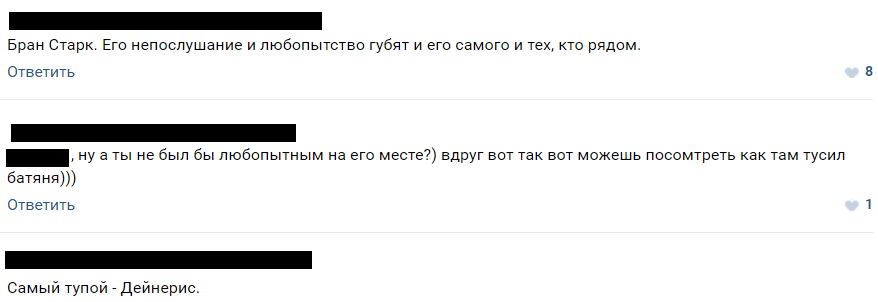 Бран Старк. Его непослушание и любопытство губят и его самого и тех, кто рядом.
Ответить
8
, ну а ты не был бы любопытным на его месте?) вдруг вот так вот можешь посомтреть как там тусил
батяня)))
Ответить
1
Самый тупой - Дейнерис.